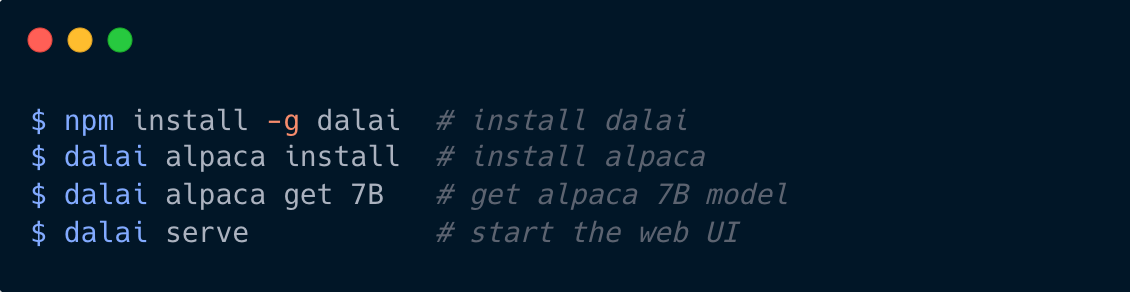 $ npm install -g dalai  # install dalai
$ dalai alpaca install  # install alpaca
$ dalai alpaca get 7B   # get alpaca 7B model
$ dalai serve           # start the web UI